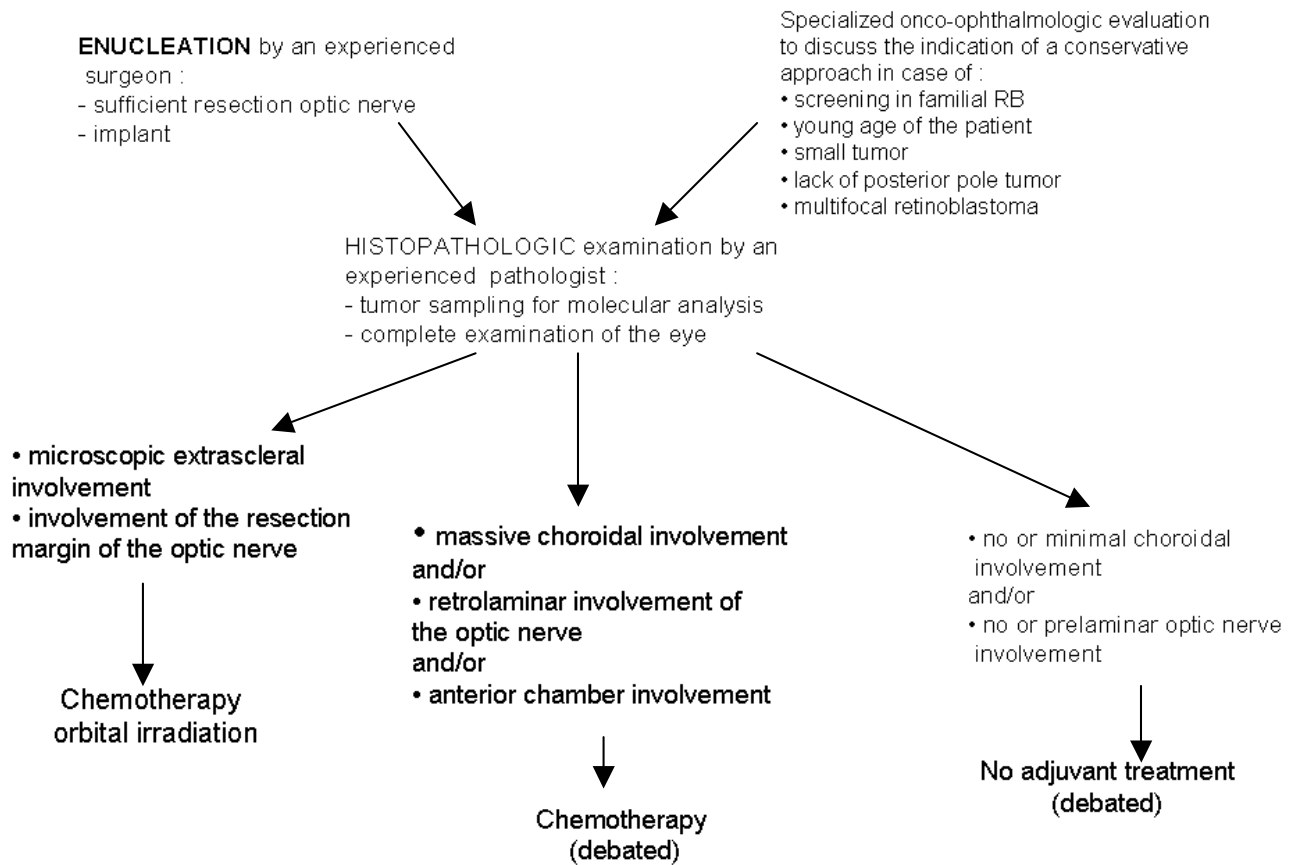 ENUCLEATION by an experienced
surgeon :
- sufficient resection optic nerve
- implant
Specialized onco-ophthalmologic evaluation
to discuss the indication of a conservative
approach in case of :
• screening in familial RB
• young age of the patient
• small tumor
• lack of posterior pole tumor
• multifocal retinoblastoma
HISTOPATHOLOGIC examination by an
experienced pathologist :
- tumor sampling for molecular analysis
- complete examination of the eye
• microscopic extrascleral
involvement
• involvement of the resection
margin of the optic nerve
Chemotherapy
orbital irradiation
• massive choroidal involvement
and/or
• retrolaminar involvement of
the optic nerve
and/or
• anterior chamber involvement
Chemotherapy
(debated)
• no or minimal choroidal
involvement
and/or
• no or prelaminar optic nerve
involvement
No adjuvant treatment
(debated)